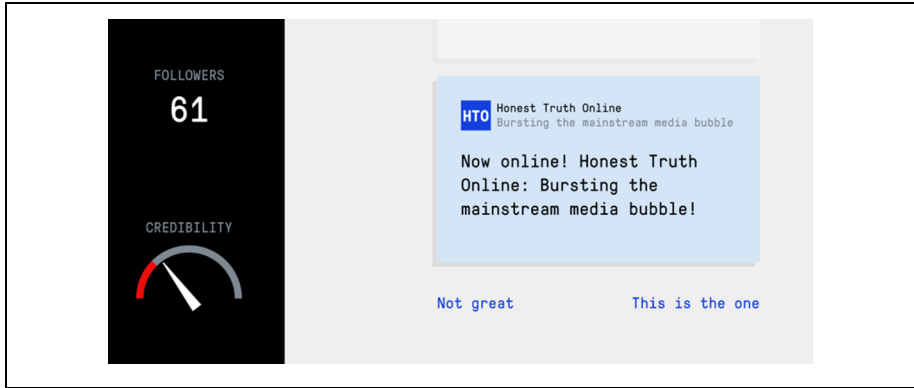 FOLLOWERS
61
CREDIBILITY
HTO
Honest Truth Online
Bursting the mainstream media bubble
Now online! Honest Truth
Online: Bursting the
mainstream media bubble!
Not great
This is the one